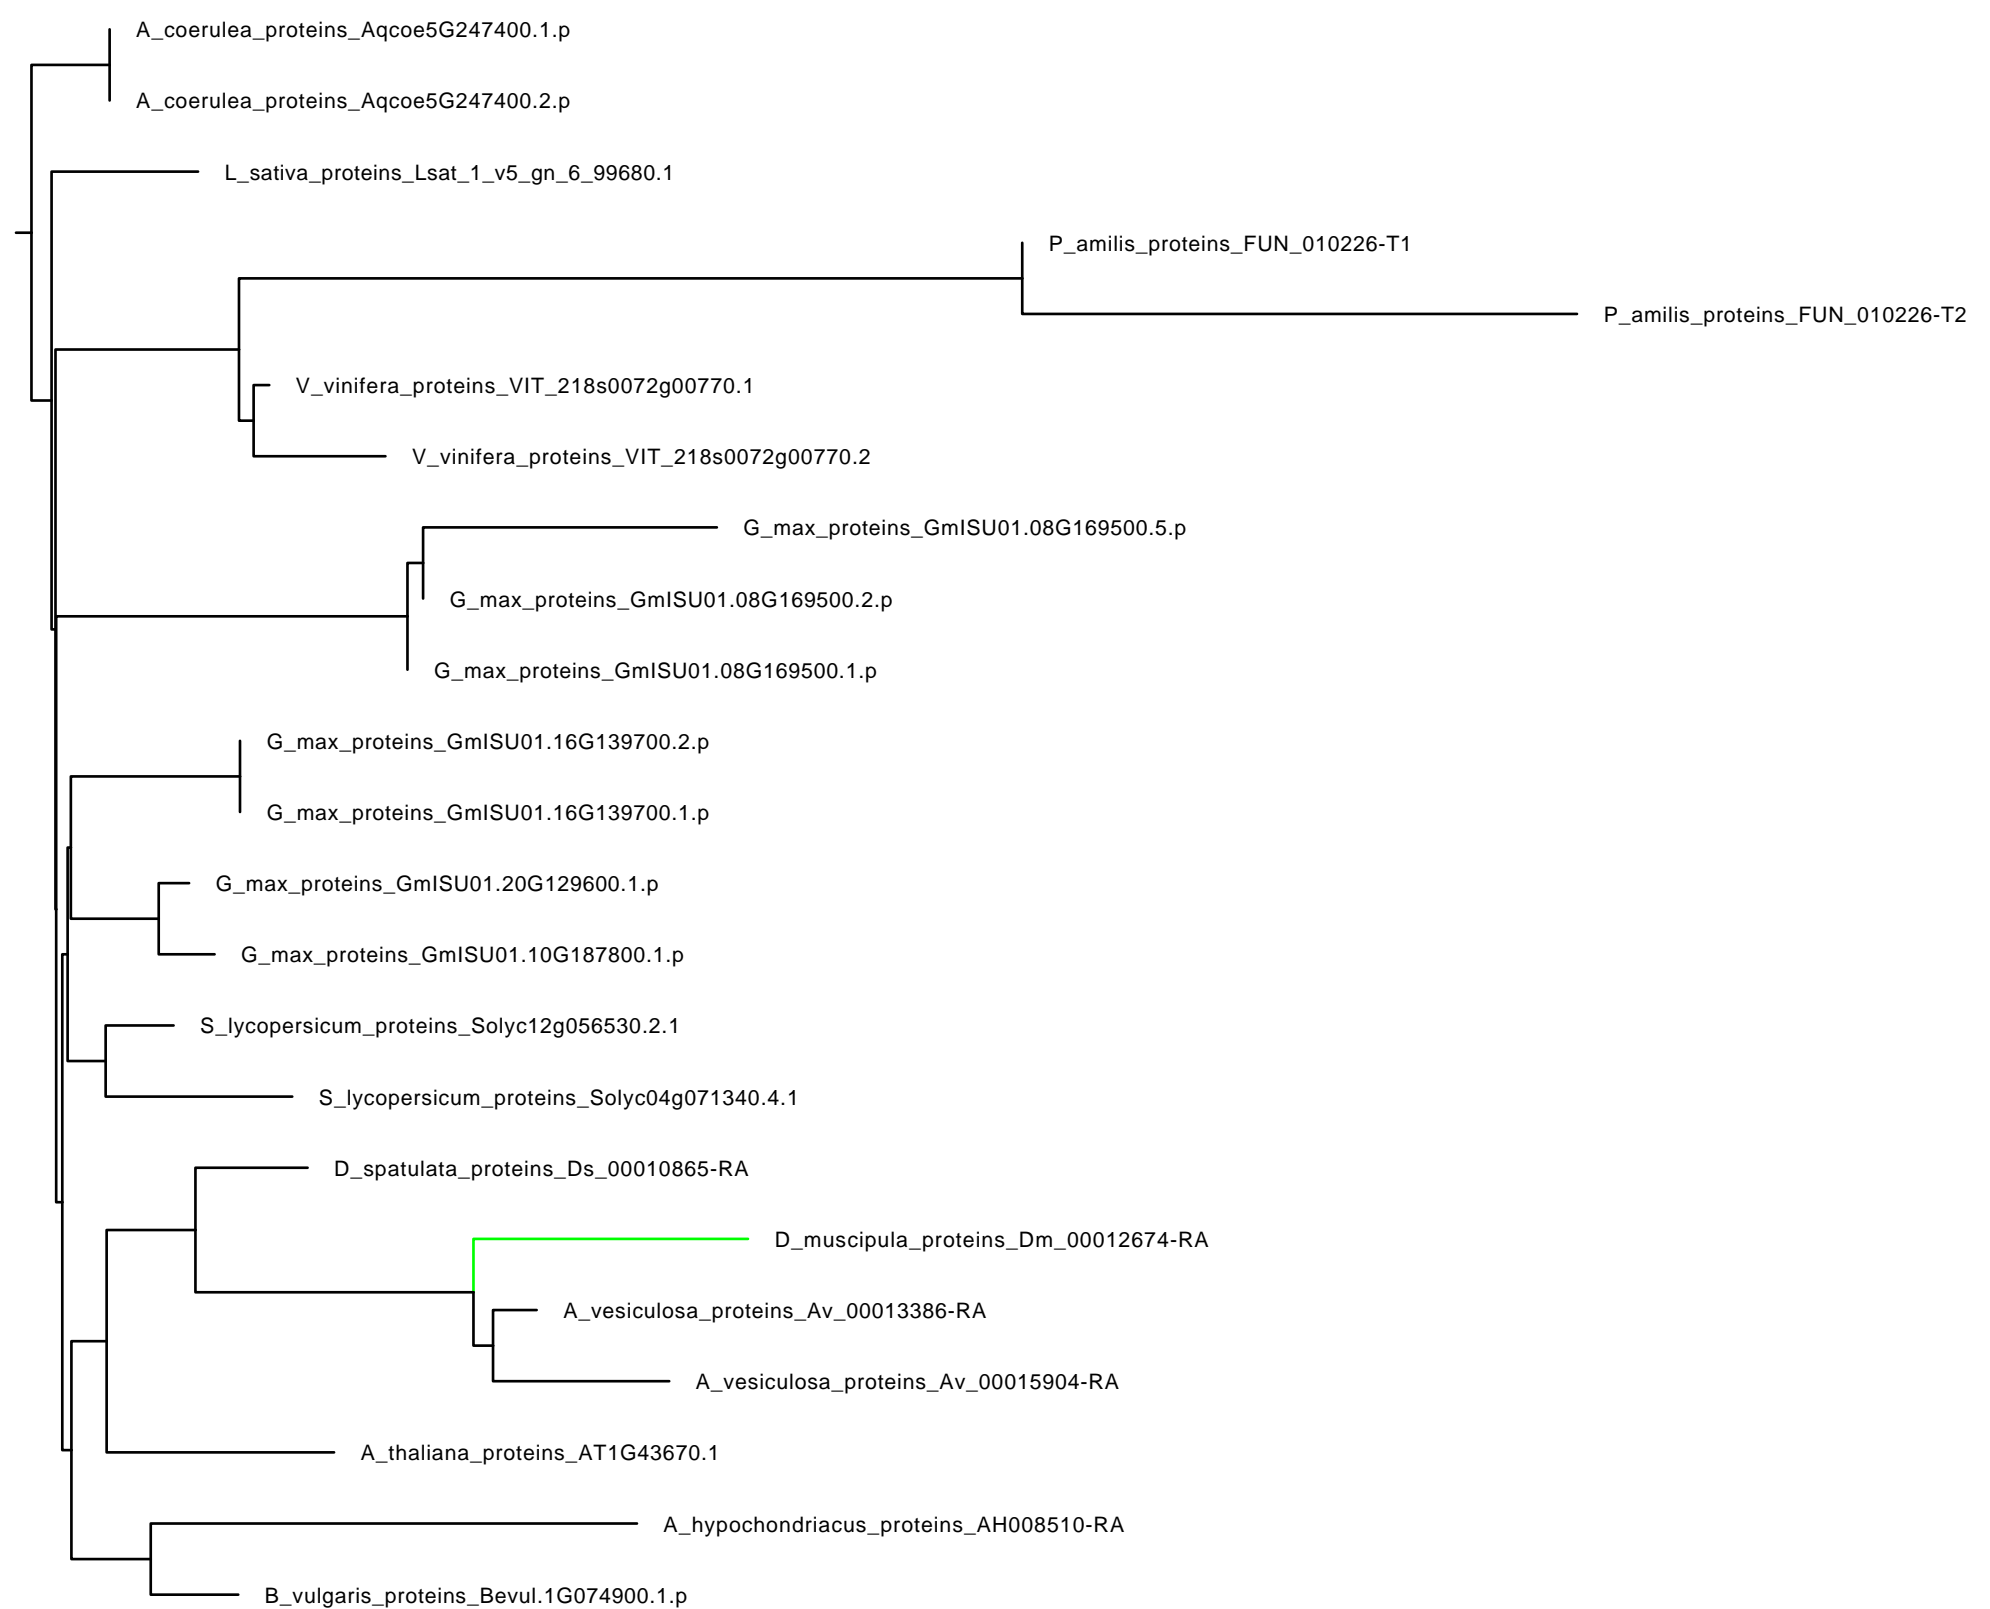 A_coerulea_proteins_Aqcoe5G247400.1.p
A_coerulea_proteins_Aqcoe5G247400.2.p
L_sativa_proteins_Lsat_1_v5_gn_6_99680.1
P_amilis_proteins_FUN_010226-T1
P_amilis_proteins_FUN_010226-T2
V_vinifera_proteins_VIT_218s0072g00770.1
V_vinifera_proteins_VIT_218s0072g00770.2
G_max_proteins_GmISU01.08G169500.5.p
G_max_proteins_GmISU01.08G169500.2.p
G_max_proteins_GmISU01.08G169500.1.p
G_max_proteins_GmISU01.16G139700.2.p
G_max_proteins_GmISU01.16G139700.1.p
G_max_proteins_GmISU01.20G129600.1.p
G_max_proteins_GmISU01.10G187800.1.p
S_lycopersicum_proteins_Solyc12g056530.2.1
S_lycopersicum_proteins_Solyc04g071340.4.1
D_spatulata_proteins_Ds_00010865-RA
D_muscipula_proteins_Dm_00012674-RA
A_vesiculosa_proteins_Av_00013386-RA
A_vesiculosa_proteins_Av_00015904-RA
A_thaliana_proteins_AT1G43670.1
A_hypochondriacus_proteins_AH008510-RA
B_vulgaris_proteins_Bevul.1G074900.1.p